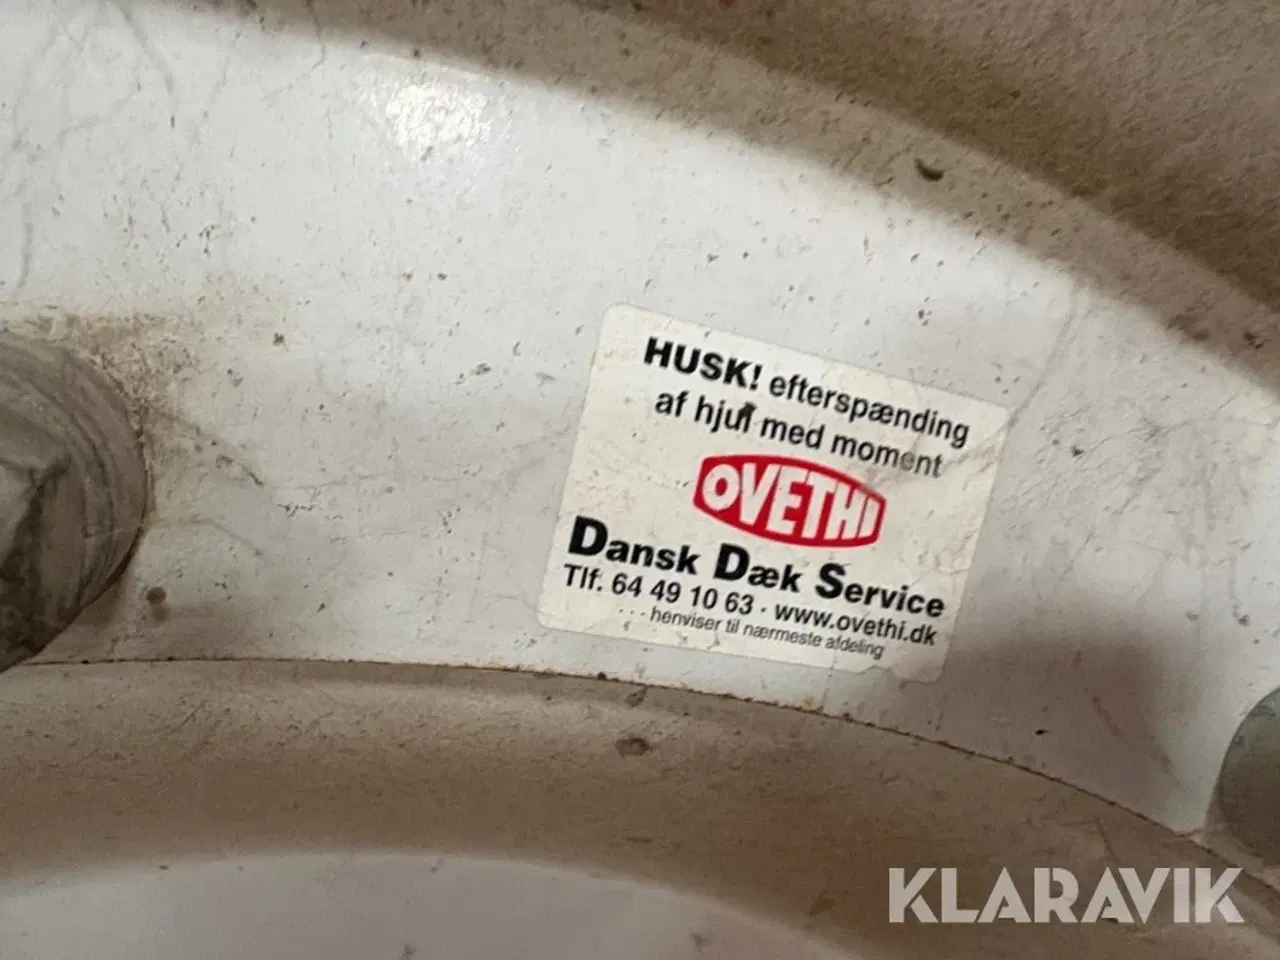 HUSK! efterspænding
af hjul med moment
OVETHI
Dansk Dæk Service
Tlf. 64 49 10 63 · www.ovethi.dk
... henviser til nærmeste afdeling
KLARAVIK